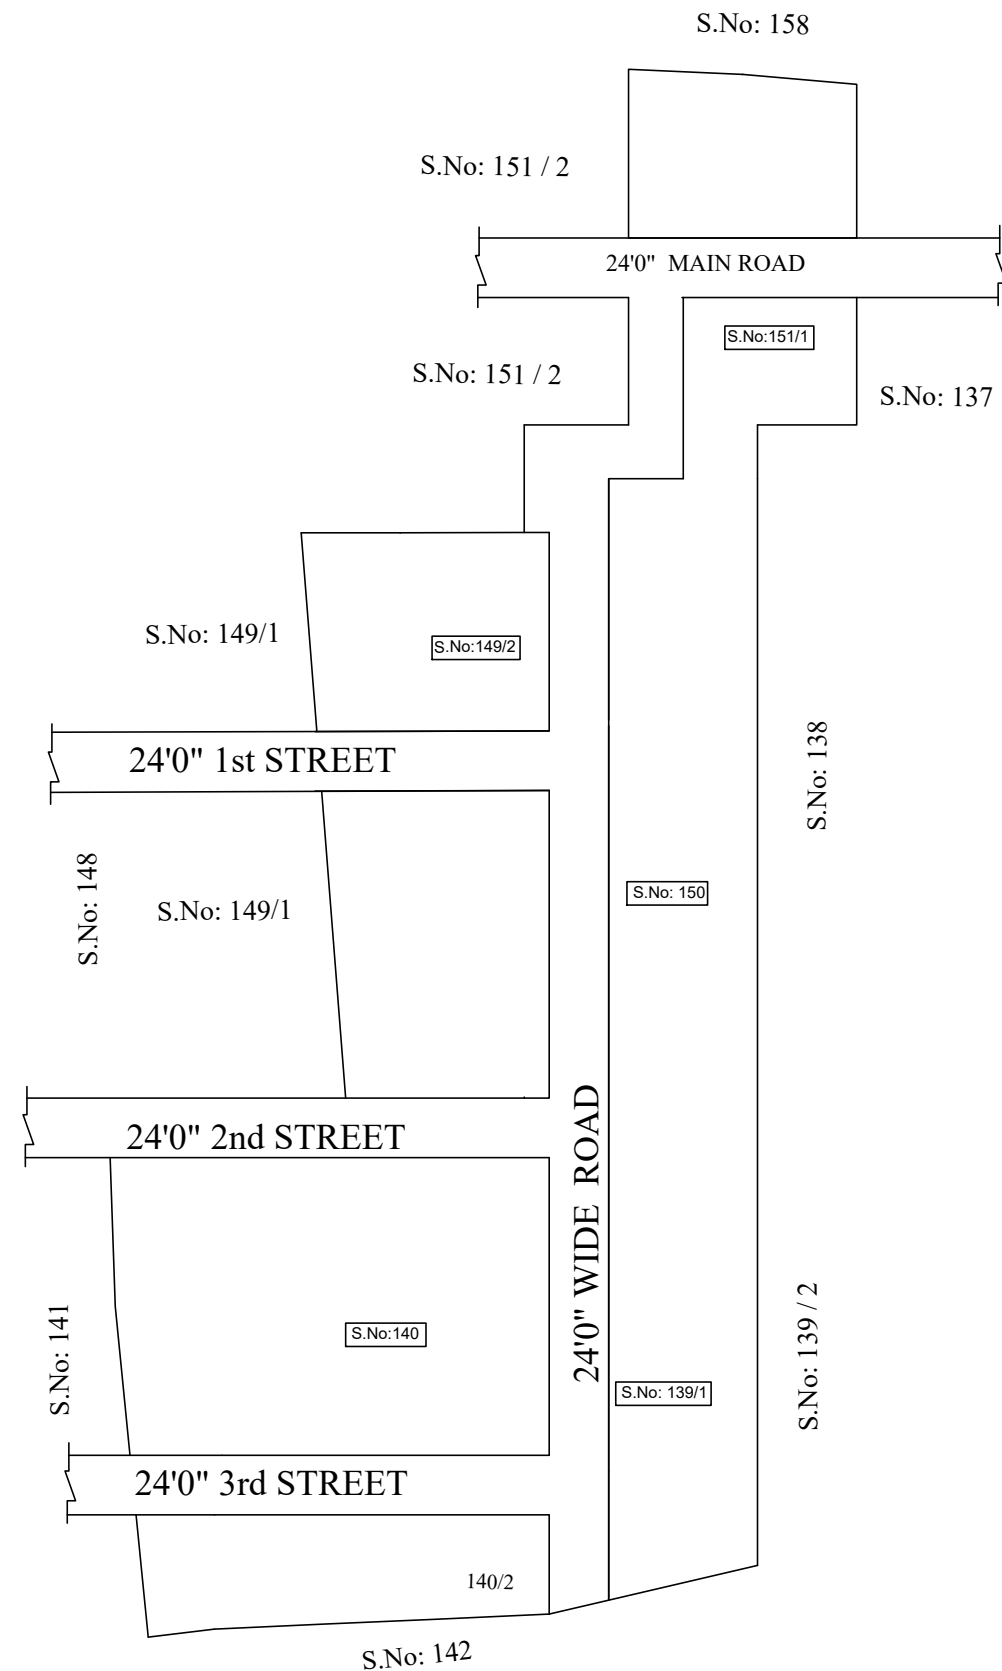 S.No: 158
S.No: 151 / 2
24'0" MAIN ROAD
S.No:151/1
S.No: 151 / 2
S.No: 137
S.No: 149/1
S.No:149/2
24'0" 1st STREET
S.No: 138
S.No: 148
S.No: 149/1
S.No: 150
24'0" 2nd STREET
24'0" WIDE ROAD
S.No: 141
S.No:140
S.No: 139 / 2
S.No: 139/1
24'0" 3rd STREET
140/2
S.No: 142